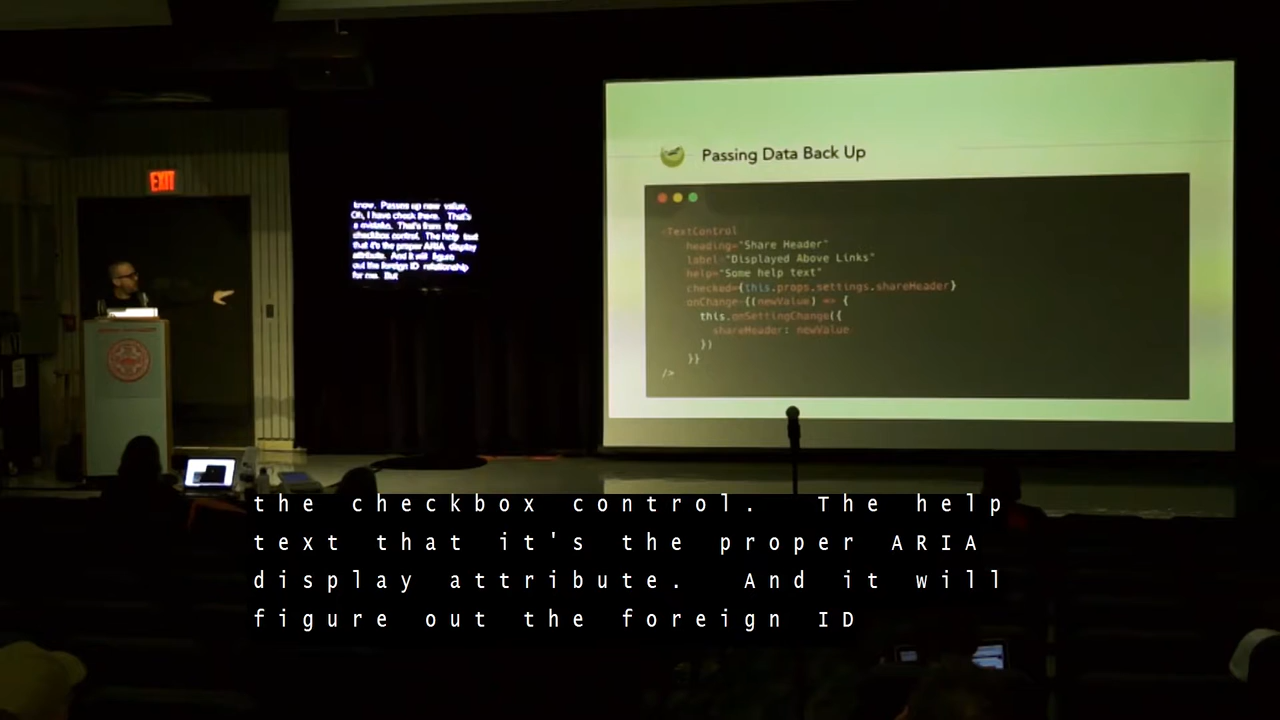 EXIT
know. Passes up new value.
Oh, I have check there. That's
a mistake. That's from the
checkbox control. The help text
that it's the proper ARIA display
attribute. And it will figure
out the foreign ID relationship
for me. But
Passing Data Back Up
<TextControl
heading="Share Header"
label="Displayed Above Links"
help="Some help text"
checked={this.props.settings.shareHeader}
onChange={(newValue) => {
this.onSettingChange({
shareHeader: newValue
})
}}
/>
the checkbox control. The help
text that it's the proper ARIA
display attribute. And it will
figure out the foreign ID